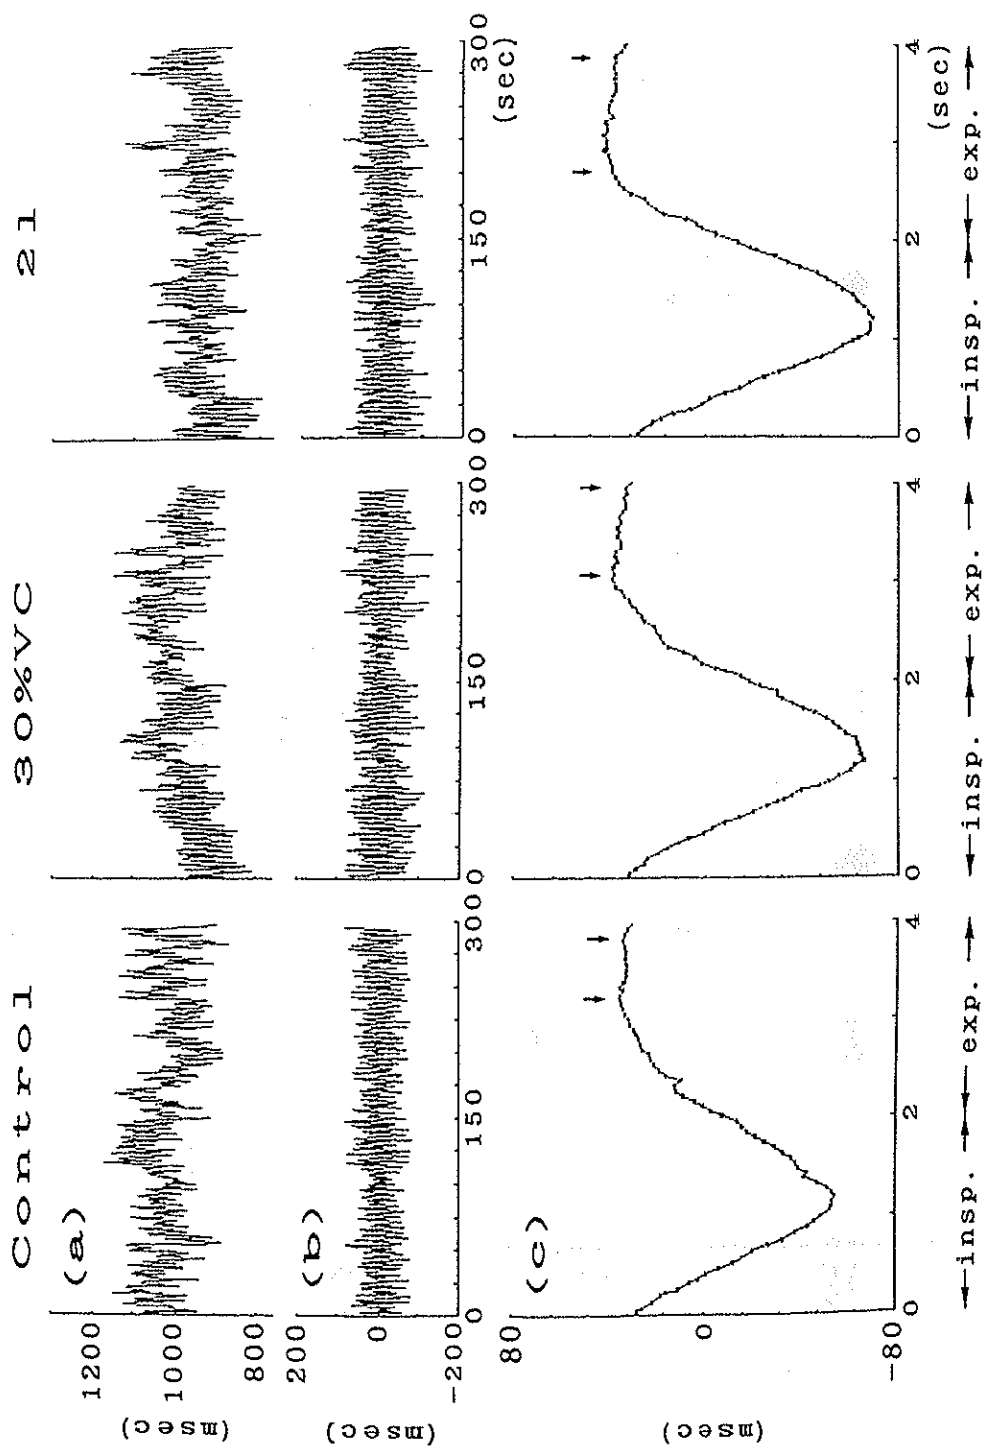 Control 30%VC 2l
(a)
1200
1000
800
(msec)
(b)
200
0
-200
(msec)
0 150 300 0 150 300 0 150 300
(sec)
(c)
80
0
-80
(msec)
0 2 4 0 2 4 0 2 4
(sec)
insp. exp. insp. exp. insp. exp.